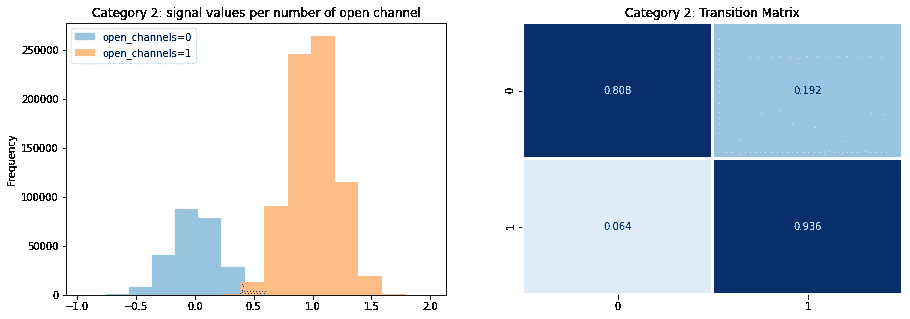 Category 2: signal values per number of open channel
open_channels=0
open_channels=1
Frequency
250000
200000
150000
100000
50000
0
−1.0 −0.5 0.0 0.5 1.0 1.5 2.0
Category 2: Transition Matrix
0
0.808 0.192
1
0.064 0.936
0 1